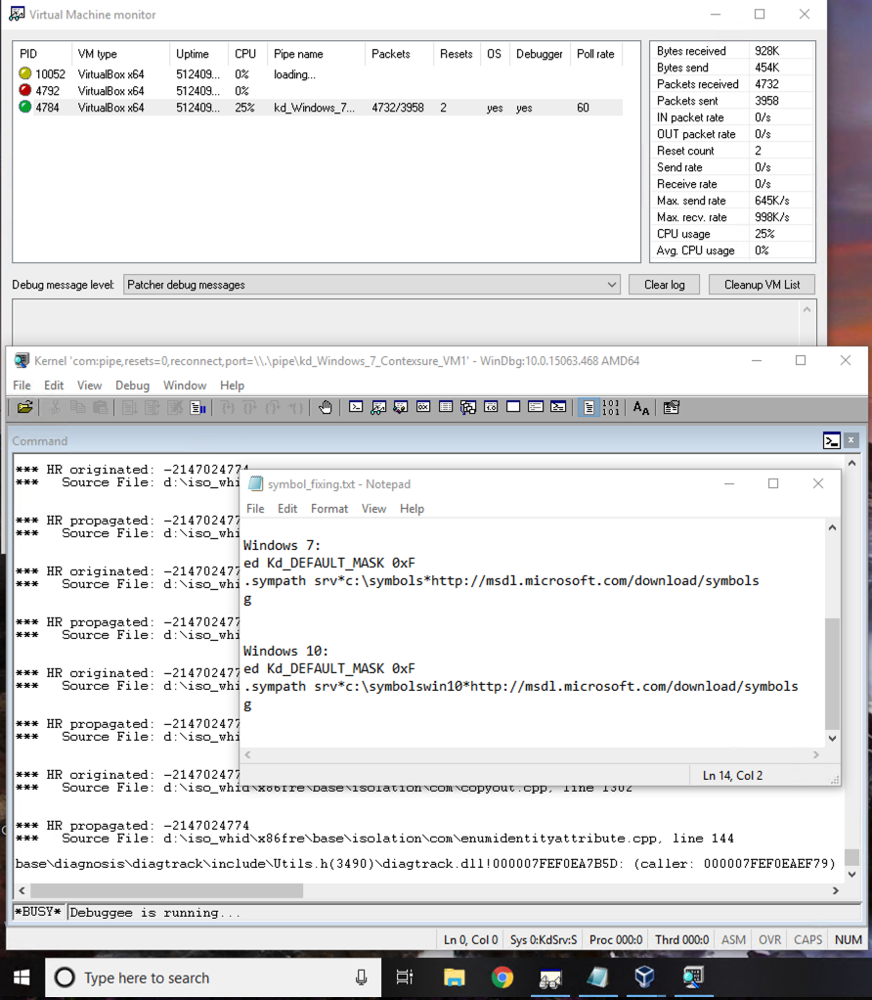 Virtual Machine monitor
PID VM type Uptime CPU Pipe name Packets Resets OS Debugger Poll rate
10052 VirtualBox x64 512409... 0% loading...
4792 VirtualBox x64 512409... 0%
4784 VirtualBox x64 512409... 25% kd_Windows_7... 4732/3958 2 yes yes 60
Bytes received 928K
Bytes send 454K
Packets received 4732
Packets sent 3958
IN packet rate 0/s
OUT packet rate 0/s
Reset count 2
Send rate 0/s
Receive rate 0/s
Max. send rate 645K/s
Max. recv. rate 998K/s
CPU usage 25%
Avg. CPU usage 0%
Debug message level: Patcher debug messages Clear log Cleanup VM List
Kernel 'com:pipe,resets=0,reconnect,port=\\.\pipe\kd_Windows_7_Contexsure_VM1' - WinDbg:10.0.15063.468 AMD64
File Edit View Debug Window Help
Command
*** HR originated: -2147024774
*** Source File: d:\iso_whi
*** HR propagated: -214702477
*** Source File: d:\iso_whi
*** HR originated: -214702477
*** Source File: d:\iso_whi
*** HR propagated: -214702477
*** Source File: d:\iso_whi
*** HR originated: -214702477
*** Source File: d:\iso_whi
*** HR propagated: -214702477
*** Source File: d:\iso_whi
*** HR originated: -214702477
*** Source File: d:\iso_whid\x86fre\base\isolation\com\copyout.cpp, line 1302
*** HR propagated: -2147024774
*** Source File: d:\iso_whid\x86fre\base\isolation\com\enumidentityattribute.cpp, line 144
base\diagnosis\diagtrack\include\Utils.h(3490)\diagtrack.dll!000007FEF0EA7B5D: (caller: 000007FEF0EAEF79)
symbol_fixing.txt - Notepad
File Edit Format View Help
Windows 7:
ed Kd_DEFAULT_MASK 0xF
.sympath srv*c:\symbols*http://msdl.microsoft.com/download/symbols
g
Windows 10:
ed Kd_DEFAULT_MASK 0xF
.sympath srv*c:\symbolswin10*http://msdl.microsoft.com/download/symbols
g
Ln 14, Col 2
*BUSY* Debuggee is running...
Ln 0, Col 0 Sys 0:KdSrv:S Proc 000:0 Thrd 000:0 ASM OVR CAPS NUM
Type here to search